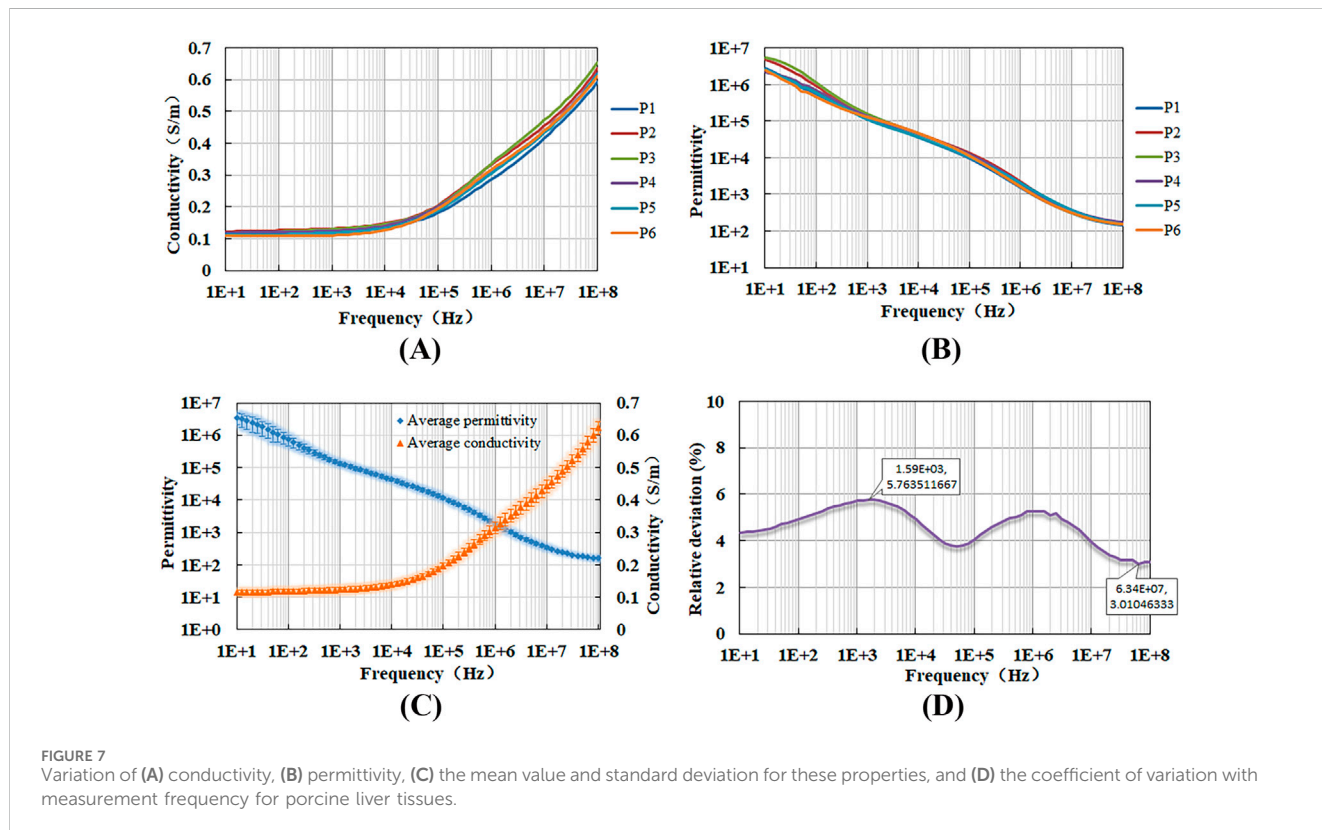 0.7
0.6
0.5
0.4
0.3
0.2
0.1
0
Conductivity（S/m）
1E+1 1E+2 1E+3 1E+4 1E+5 1E+6 1E+7 1E+8
Frequency（Hz）
P1
P2
P3
P4
P5
P6
(A)
1E+7
1E+6
1E+5
1E+4
1E+3
1E+2
1E+1
Permittivity
1E+1 1E+2 1E+3 1E+4 1E+5 1E+6 1E+7 1E+8
Frequency（Hz）
P1
P2
P3
P4
P5
P6
(B)
1E+7
1E+6
1E+5
1E+4
1E+3
1E+2
1E+1
1E+0
Permittivity
Average permittivity
Average conductivity
0.7
0.6
0.5
0.4
0.3
0.2
0.1
0
Conductivity（S/m）
1E+1 1E+2 1E+3 1E+4 1E+5 1E+6 1E+7 1E+8
Frequency（Hz）
(C)
10
8
6
4
2
0
Relative deviation (%)
1.59E+03,
5.763511667
6.34E+07,
3.01046333
1E+1 1E+2 1E+3 1E+4 1E+5 1E+6 1E+7 1E+8
Frequency（Hz）
(D)
FIGURE 7
Variation of (A) conductivity, (B) permittivity, (C) the mean value and standard deviation for these properties, and (D) the coefficient of variation with
measurement frequency for porcine liver tissues.